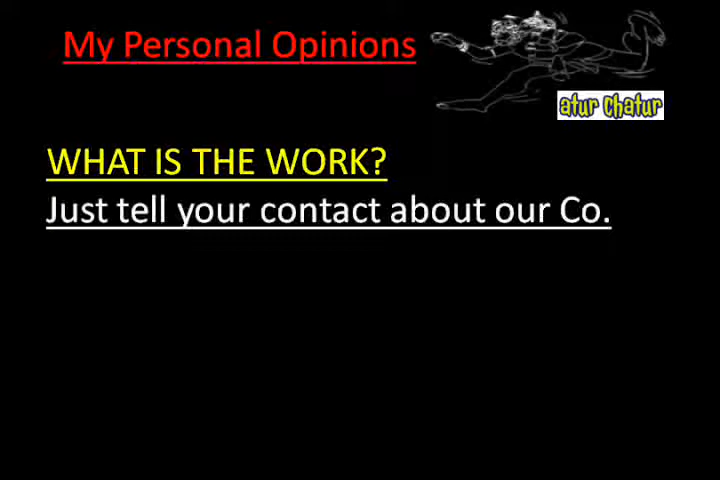 My Personal Opinions
atur Chatur
WHAT IS THE WORK?
Just tell your contact about our Co.